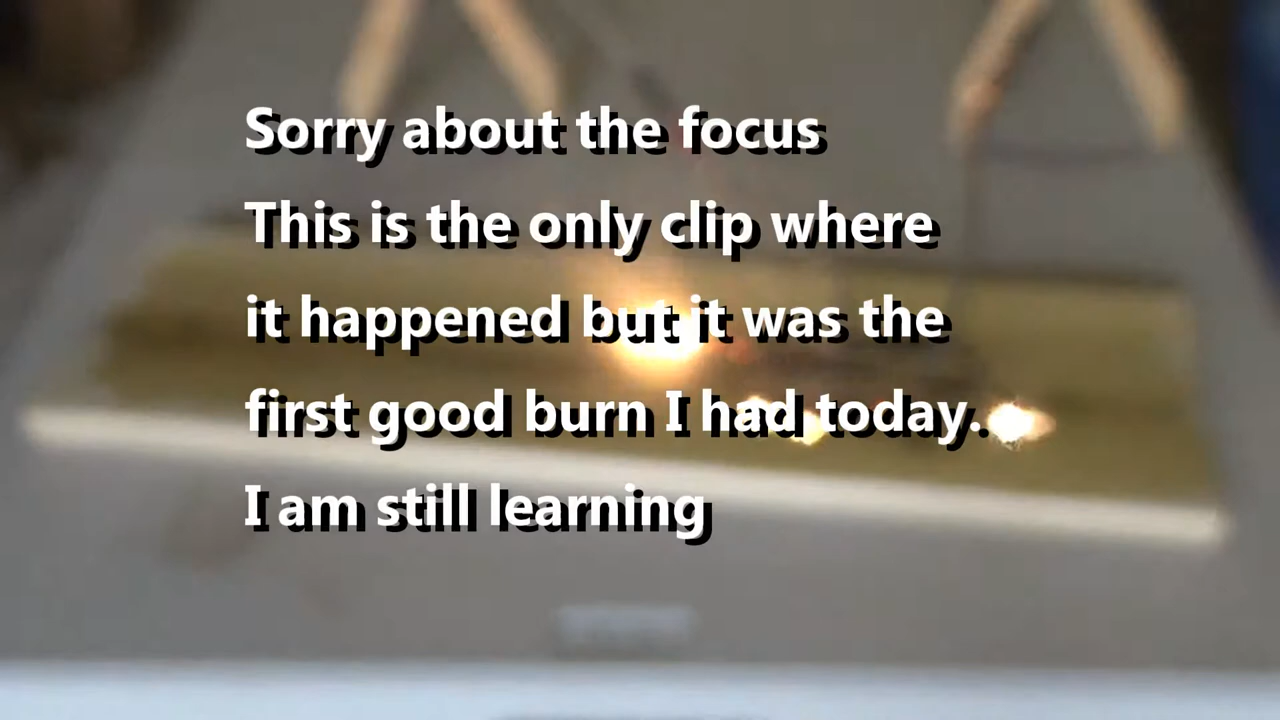 Sorry about the focus
This is the only clip where
it happened but it was the
first good burn I had today.
I am still learning